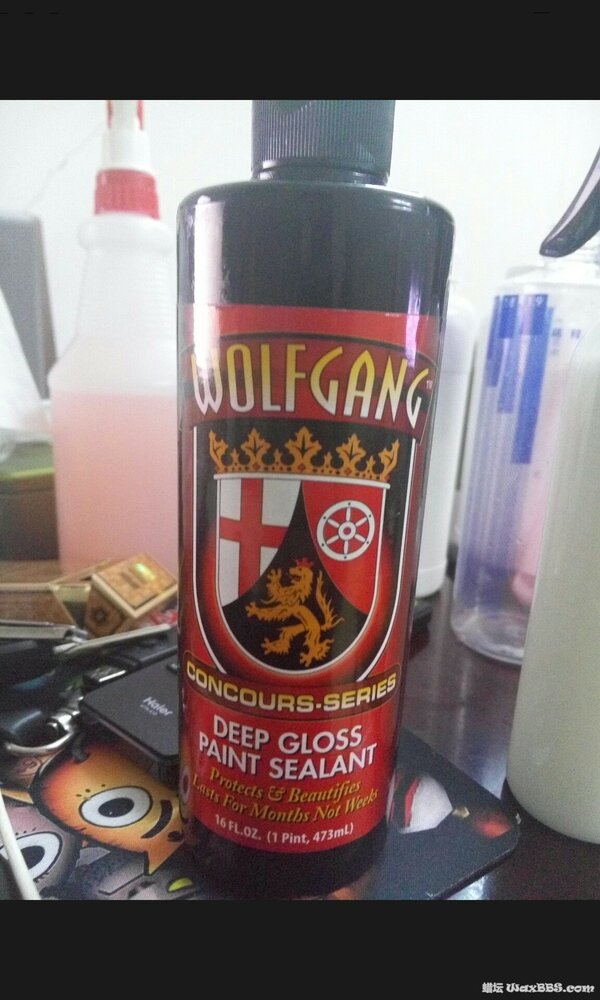 WOLFGANG™
CONCOURS-SERIES
DEEP GLOSS
PAINT SEALANT
Protects & Beautifies
Lasts For Months Not Weeks
16 FL.OZ. (1 Pint, 473mL)
Haier
蜡坛 WaxBBS.com